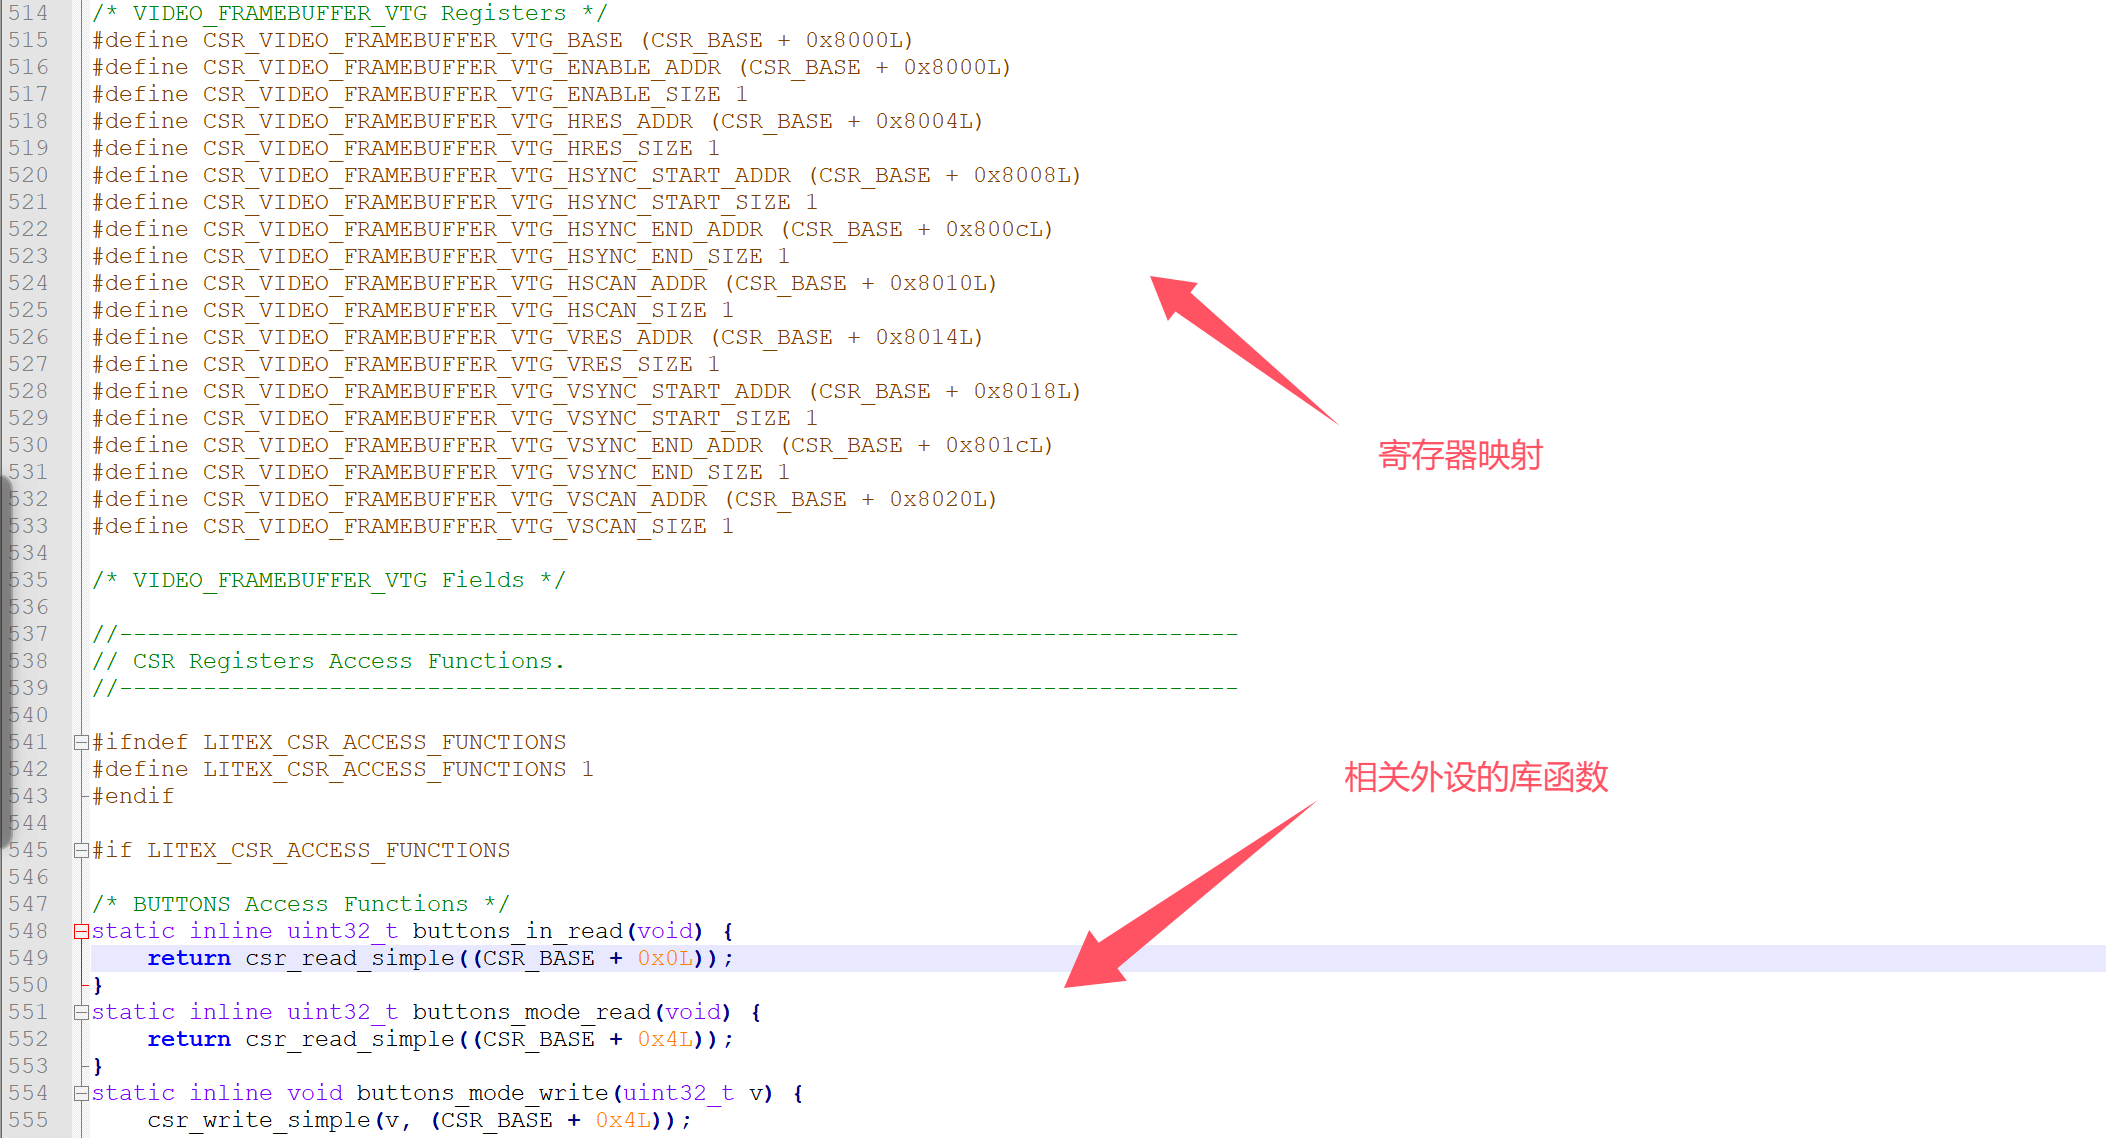 514 /* VIDEO_FRAMEBUFFER_VTG Registers */
515 #define CSR_VIDEO_FRAMEBUFFER_VTG_BASE (CSR_BASE + 0x8000L)
516 #define CSR_VIDEO_FRAMEBUFFER_VTG_ENABLE_ADDR (CSR_BASE + 0x8000L)
517 #define CSR_VIDEO_FRAMEBUFFER_VTG_ENABLE_SIZE 1
518 #define CSR_VIDEO_FRAMEBUFFER_VTG_HRES_ADDR (CSR_BASE + 0x8004L)
519 #define CSR_VIDEO_FRAMEBUFFER_VTG_HRES_SIZE 1
520 #define CSR_VIDEO_FRAMEBUFFER_VTG_HSYNC_START_ADDR (CSR_BASE + 0x8008L)
521 #define CSR_VIDEO_FRAMEBUFFER_VTG_HSYNC_START_SIZE 1
522 #define CSR_VIDEO_FRAMEBUFFER_VTG_HSYNC_END_ADDR (CSR_BASE + 0x800cL)
523 #define CSR_VIDEO_FRAMEBUFFER_VTG_HSYNC_END_SIZE 1
524 #define CSR_VIDEO_FRAMEBUFFER_VTG_HSCAN_ADDR (CSR_BASE + 0x8010L)
525 #define CSR_VIDEO_FRAMEBUFFER_VTG_HSCAN_SIZE 1
526 #define CSR_VIDEO_FRAMEBUFFER_VTG_VRES_ADDR (CSR_BASE + 0x8014L)
527 #define CSR_VIDEO_FRAMEBUFFER_VTG_VRES_SIZE 1
528 #define CSR_VIDEO_FRAMEBUFFER_VTG_VSYNC_START_ADDR (CSR_BASE + 0x8018L)
529 #define CSR_VIDEO_FRAMEBUFFER_VTG_VSYNC_START_SIZE 1
530 #define CSR_VIDEO_FRAMEBUFFER_VTG_VSYNC_END_ADDR (CSR_BASE + 0x801cL)
寄存器映射
531 #define CSR_VIDEO_FRAMEBUFFER_VTG_VSYNC_END_SIZE 1
532 #define CSR_VIDEO_FRAMEBUFFER_VTG_VSCAN_ADDR (CSR_BASE + 0x8020L)
533 #define CSR_VIDEO_FRAMEBUFFER_VTG_VSCAN_SIZE 1
534
535 /* VIDEO_FRAMEBUFFER_VTG Fields */
536
537 //--------------------------------------------------------------------------------
538 // CSR Registers Access Functions.
539 //--------------------------------------------------------------------------------
540
541 #ifndef LITEX_CSR_ACCESS_FUNCTIONS
542 #define LITEX_CSR_ACCESS_FUNCTIONS 1
相关外设的库函数
543 #endif
544
545 #if LITEX_CSR_ACCESS_FUNCTIONS
546
547 /* BUTTONS Access Functions */
548 static inline uint32_t buttons_in_read(void) {
549 return csr_read_simple((CSR_BASE + 0x0L));
550 }
551 static inline uint32_t buttons_mode_read(void) {
552 return csr_read_simple((CSR_BASE + 0x4L));
553 }
554 static inline void buttons_mode_write(uint32_t v) {
555 csr_write_simple(v, (CSR_BASE + 0x4L));